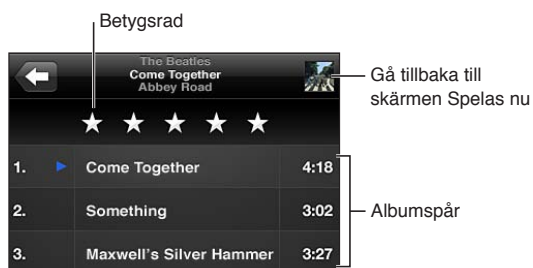 Betygsrad
The Beatles
Come Together
Abbey Road
Gå tillbaka till
skärmen Spelas nu
1. Come Together 4:18
2. Something 3:02
3. Maxwell's Silver Hammer 3:27
Albumspår